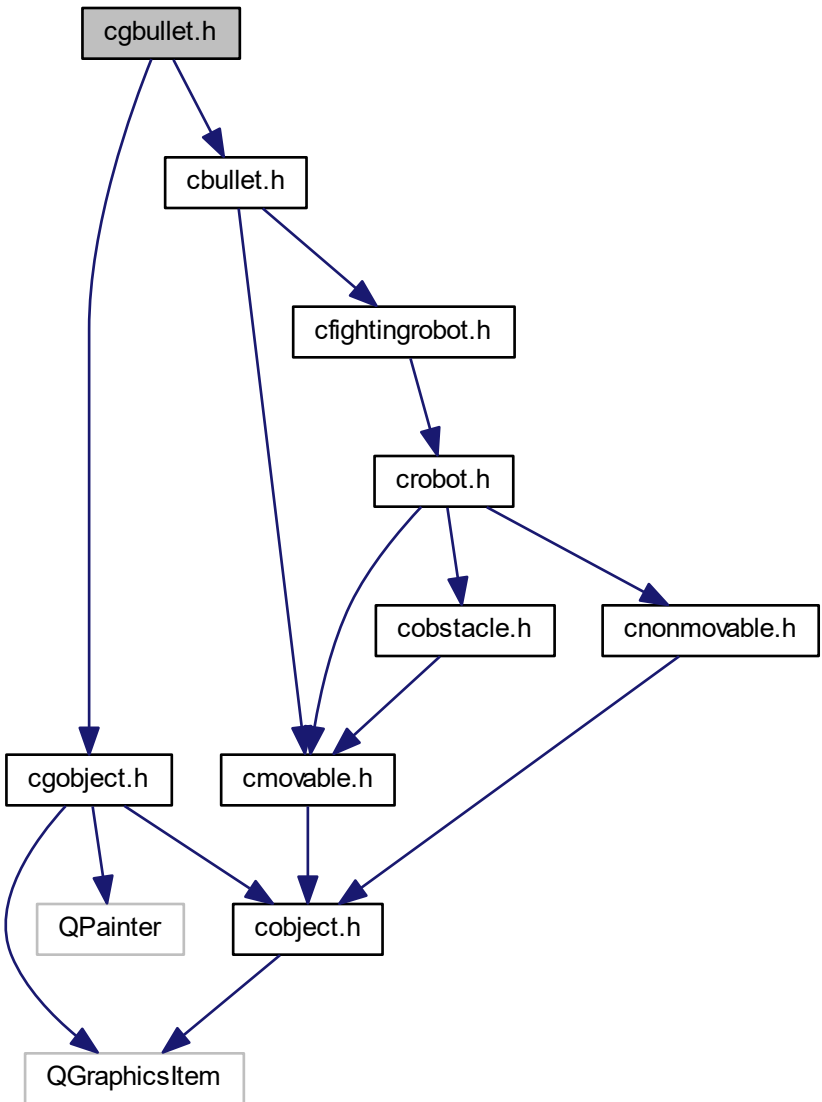 cgbullet.h
cbullet.h
cfightingrobot.h
crobot.h
cobstacle.h
cnonmovable.h
cgobject.h
cmovable.h
QPainter
cobject.h
QGraphicsItem